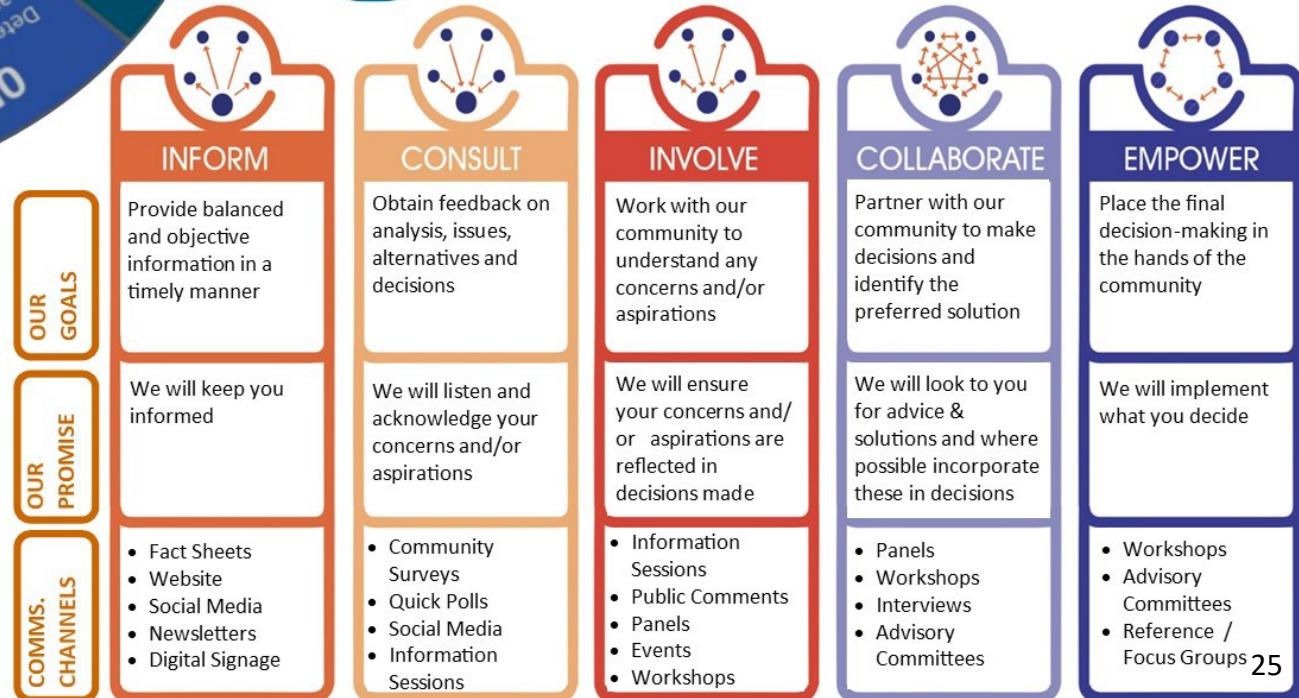 INFORM
Provide balanced
and objective
information in a
timely manner
We will keep you
informed
• Fact Sheets
• Website
• Social Media
• Newsletters
• Digital Signage
CONSULT
Obtain feedback on
analysis, issues,
alternatives and
decisions
We will listen and
acknowledge your
concerns and/or
aspirations
• Community
Surveys
• Quick Polls
• Social Media
• Information
Sessions
INVOLVE
Work with our
community to
understand any
concerns and/or
aspirations
We will ensure
your concerns and/
or aspirations are
reflected in
decisions made
• Information
Sessions
• Public Comments
• Panels
• Events
• Workshops
COLLABORATE
Partner with our
community to make
decisions and
identify the
preferred solution
We will look to you
for advice &
solutions and where
possible incorporate
these in decisions
• Panels
• Workshops
• Interviews
• Advisory
Committees
EMPOWER
Place the final
decision-making in
the hands of the
community
We will implement
what you decide
• Workshops
• Advisory
Committees
• Reference /
Focus Groups
OUR
GOALS
OUR
PROMISE
COMMS.
CHANNELS
25